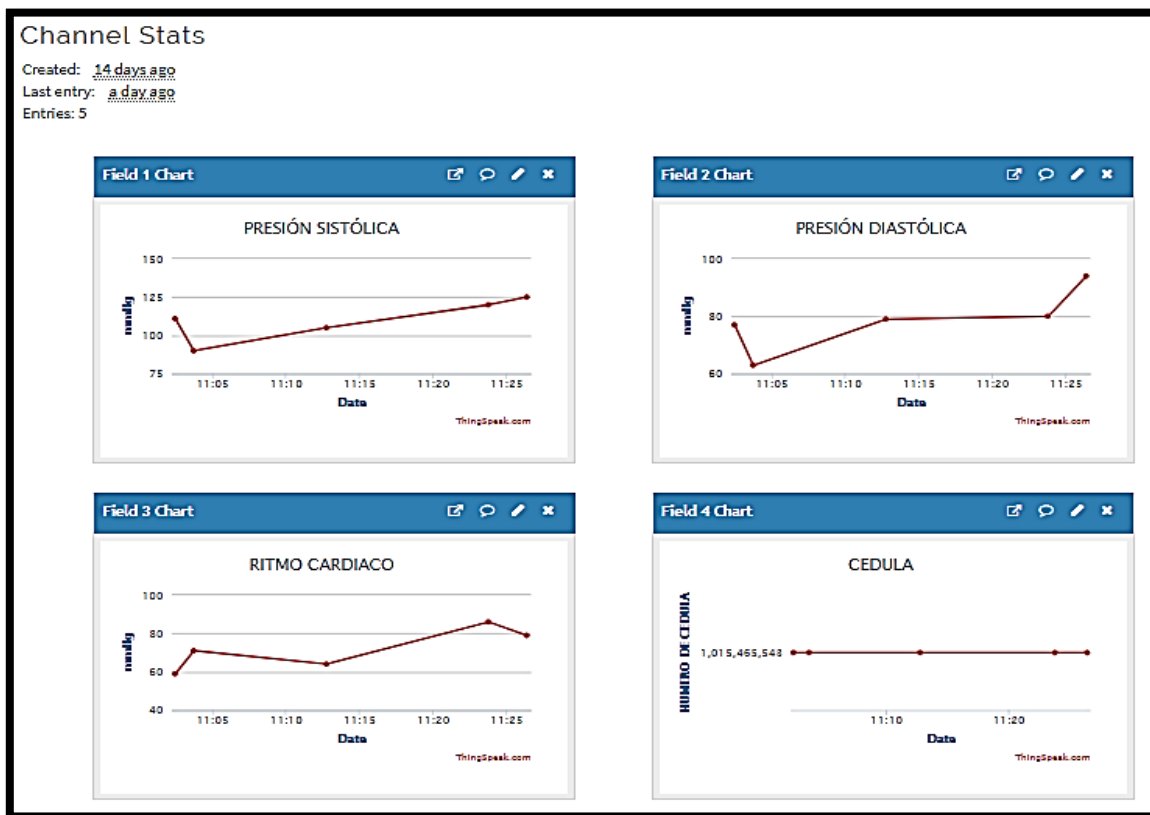 Channel Stats
Created: 14 days ago
Last entry: a day ago
Entries: 5
Field 1 Chart
PRESIÓN SISTÓLICA
150
125
100
75
mmHg
11:05 11:10 11:15 11:20 11:25
Date
ThingSpeak.com
Field 2 Chart
PRESIÓN DIASTÓLICA
100
80
60
mmHg
11:05 11:10 11:15 11:20 11:25
Date
ThingSpeak.com
Field 3 Chart
RITMO CARDIACO
100
80
60
40
mmHg
11:05 11:10 11:15 11:20 11:25
Date
ThingSpeak.com
Field 4 Chart
CEDULA
DE CEDULA
1,015,465,543
11:10 11:20
Date
ThingSpeak.com